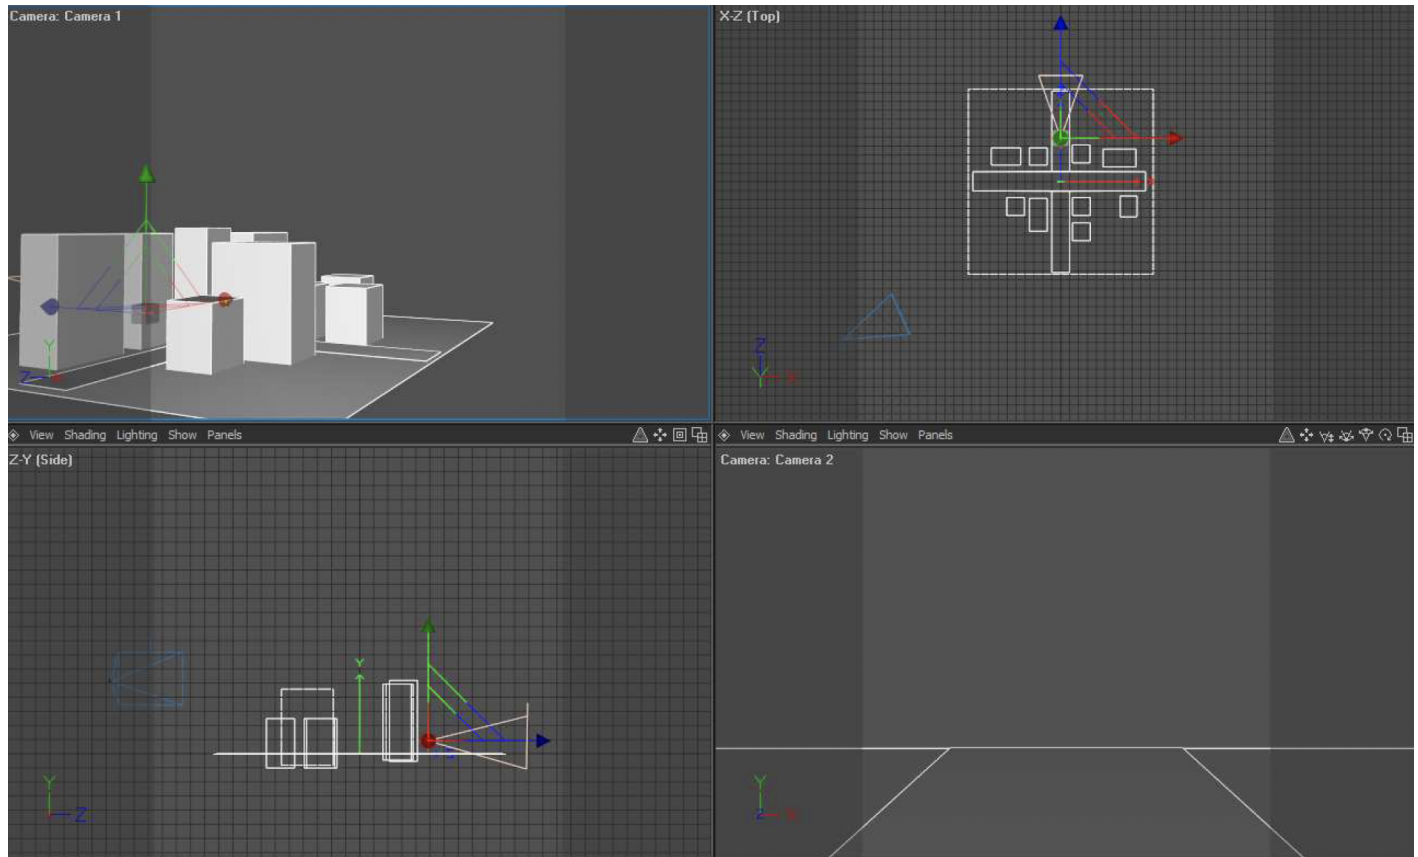 Camera: Camera 1
X-Z (Top)
Y
Z
X
Z
Y
X
View Shading Lighting Show Panels
View Shading Lighting Show Panels
Z-Y (Side)
Camera: Camera 2
Y
Y
Z
Y
Z
X